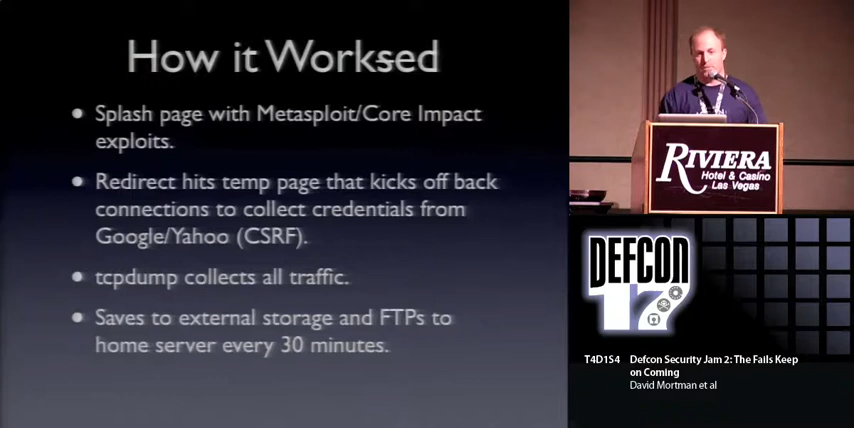 How it Worksed
Splash page with Metasploit/Core Impact
exploits.
Redirect hits temp page that kicks off back
connections to collect credentials from
Google/Yahoo (CSRF).
tcpdump collects all traffic.
Saves to external storage and FTPs to
home server every 30 minutes.
RIVIERA
Hotel & Casino
Las Vegas
DEFCON
17
T4D1S4 Defcon Security Jam 2: The Fails Keep
on Coming
David Mortman et al